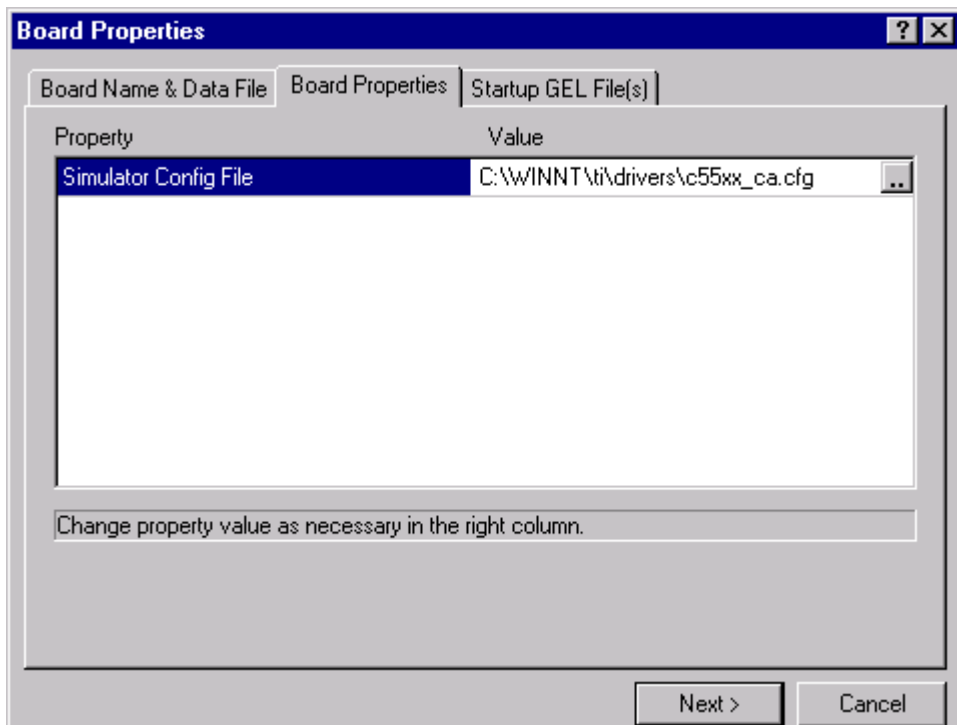 Board Properties
Board Name & Data File Board Properties Startup GEL File(s)
Property Value
Simulator Config File C:\WINNT\ti\drivers\c55xx_ca.cfg ..
Change property value as necessary in the right column.
Next > Cancel